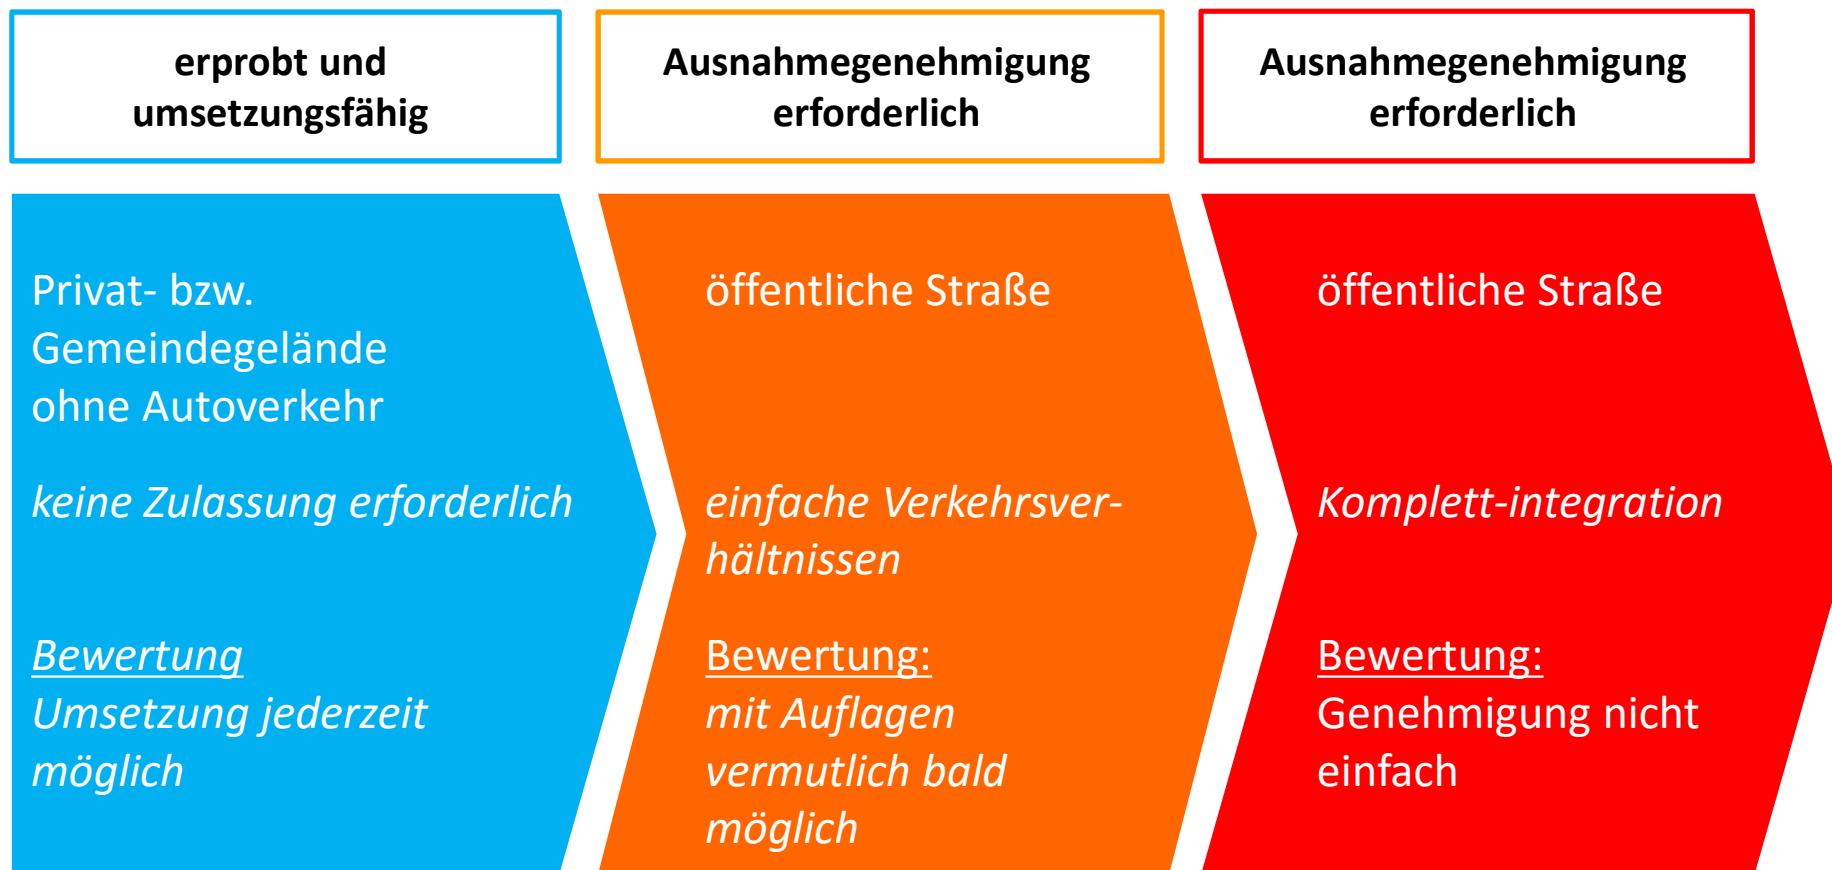 erprobt und
umsetzungsfähig
Ausnahmegenehmigung
erforderlich
Ausnahmegenehmigung
erforderlich
Privat- bzw.
Gemeindegelände
ohne Autoverkehr
keine Zulassung erforderlich
Bewertung
Umsetzung jederzeit
möglich
öffentliche Straße
einfache Verkehrsver-
hältnissen
Bewertung:
mit Auflagen
vermutlich bald
möglich
öffentliche Straße
Komplett-integration
Bewertung:
Genehmigung nicht
einfach